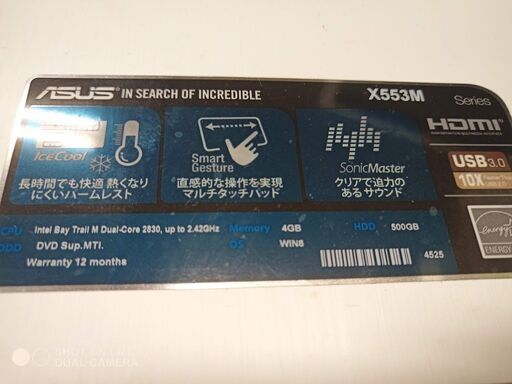 ASUS IN SEARCH OF INCREDIBLE
X553M Series
HDMI
IceCool
長時間でも快適 熱くなり
にくいパームレスト
Smart
Gesture
直感的な操作を実現
マルチタッチパッド
SonicMaster
クリアで迫力の
あるサウンド
USB 3.0
10X
ENERGY
CPU Intel Bay Trail M Dual-Core 2830, up to 2.42GHz Memory 4GB HDD 500GB
ODD DVD Sup.MTI. OS WIN8
Warranty 12 months
4525
SHOT ON
DUAL CAMERA